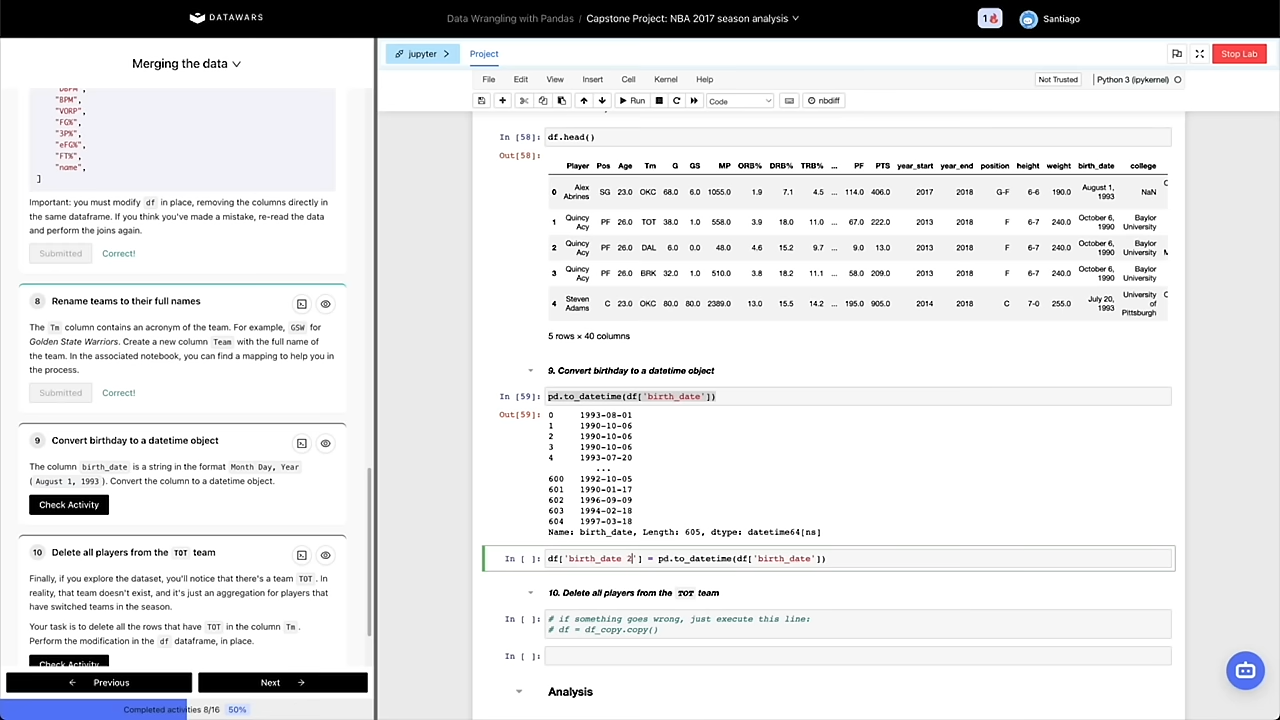 DATAWARS
Data Wrangling with Pandas / Capstone Project: NBA 2017 season analysis
1
Santiago
Merging the data
jupyter
Project
Stop Lab
File Edit View Insert Cell Kernel Help
Not Trusted
Python 3 (ipykernel)
Run
Code
nbdiff
"DBPM",
"BPM",
"VORP",
"FG%",
"3P%",
"eFG%",
"FT%",
"name",
]
Important: you must modify df in place, removing the columns directly in
the same dataframe. If you think you've made a mistake, re-read the data
and perform the joins again.
Submitted Correct!
8 Rename teams to their full names
The Tm column contains an acronym of the team. For example, GSW for
Golden State Warriors. Create a new column Team with the full name of
the team. In the associated notebook, you can find a mapping to help you in
the process.
Submitted Correct!
9 Convert birthday to a datetime object
The column birth_date is a string in the format Month Day, Year
(August 1, 1993). Convert the column to a datetime object.
Check Activity
10 Delete all players from the TOT team
Finally, if you explore the dataset, you'll notice that there's a team TOT. In
reality, that team doesn't exist, and it's just an aggregation for players that
have switched teams in the season.
Your task is to delete all the rows that have TOT in the column Tm.
Perform the modification in the df dataframe, in place.
Check Activity
← Previous
Next →
Completed activities 8/16 50%
In [58]: df.head()
Out[58]:
Player Pos Age Tm G GS MP ORB% DRB% TRB% ... PF PTS year_start year_end position height weight birth_date college
0 Alex Abrines SG 23.0 OKC 68.0 6.0 1055.0 1.9 7.1 4.5 ... 114.0 406.0 2017 2018 G-F 6-6 190.0 August 1, 1993 NaN
1 Quincy Acy PF 26.0 TOT 38.0 1.0 558.0 3.9 18.0 11.0 ... 67.0 222.0 2013 2018 F 6-7 240.0 October 6, 1990 Baylor University
2 Quincy Acy PF 26.0 DAL 6.0 0.0 48.0 4.6 15.2 9.7 ... 9.0 13.0 2013 2018 F 6-7 240.0 October 6, 1990 Baylor University
3 Quincy Acy PF 26.0 BRK 32.0 1.0 510.0 3.8 18.2 11.1 ... 58.0 209.0 2013 2018 F 6-7 240.0 October 6, 1990 Baylor University
4 Steven Adams C 23.0 OKC 80.0 80.0 2389.0 13.0 15.5 14.2 ... 195.0 905.0 2014 2018 C 7-0 255.0 July 20, 1993 University of Pittsburgh
5 rows × 40 columns
9. Convert birthday to a datetime object
In [59]: pd.to_datetime(df['birth_date'])
Out[59]: 0 1993-08-01
1 1990-10-06
2 1990-10-06
3 1990-10-06
4 1993-07-20
...
600 1992-10-05
601 1990-01-17
602 1996-09-09
603 1994-02-18
604 1997-03-18
Name: birth_date, Length: 605, dtype: datetime64[ns]
In [ ]: df['birth_date 2'] = pd.to_datetime(df['birth_date'])
10. Delete all players from the TOT team
In [ ]: # if something goes wrong, just execute this line:
# df = df_copy.copy()
In [ ]:
Analysis